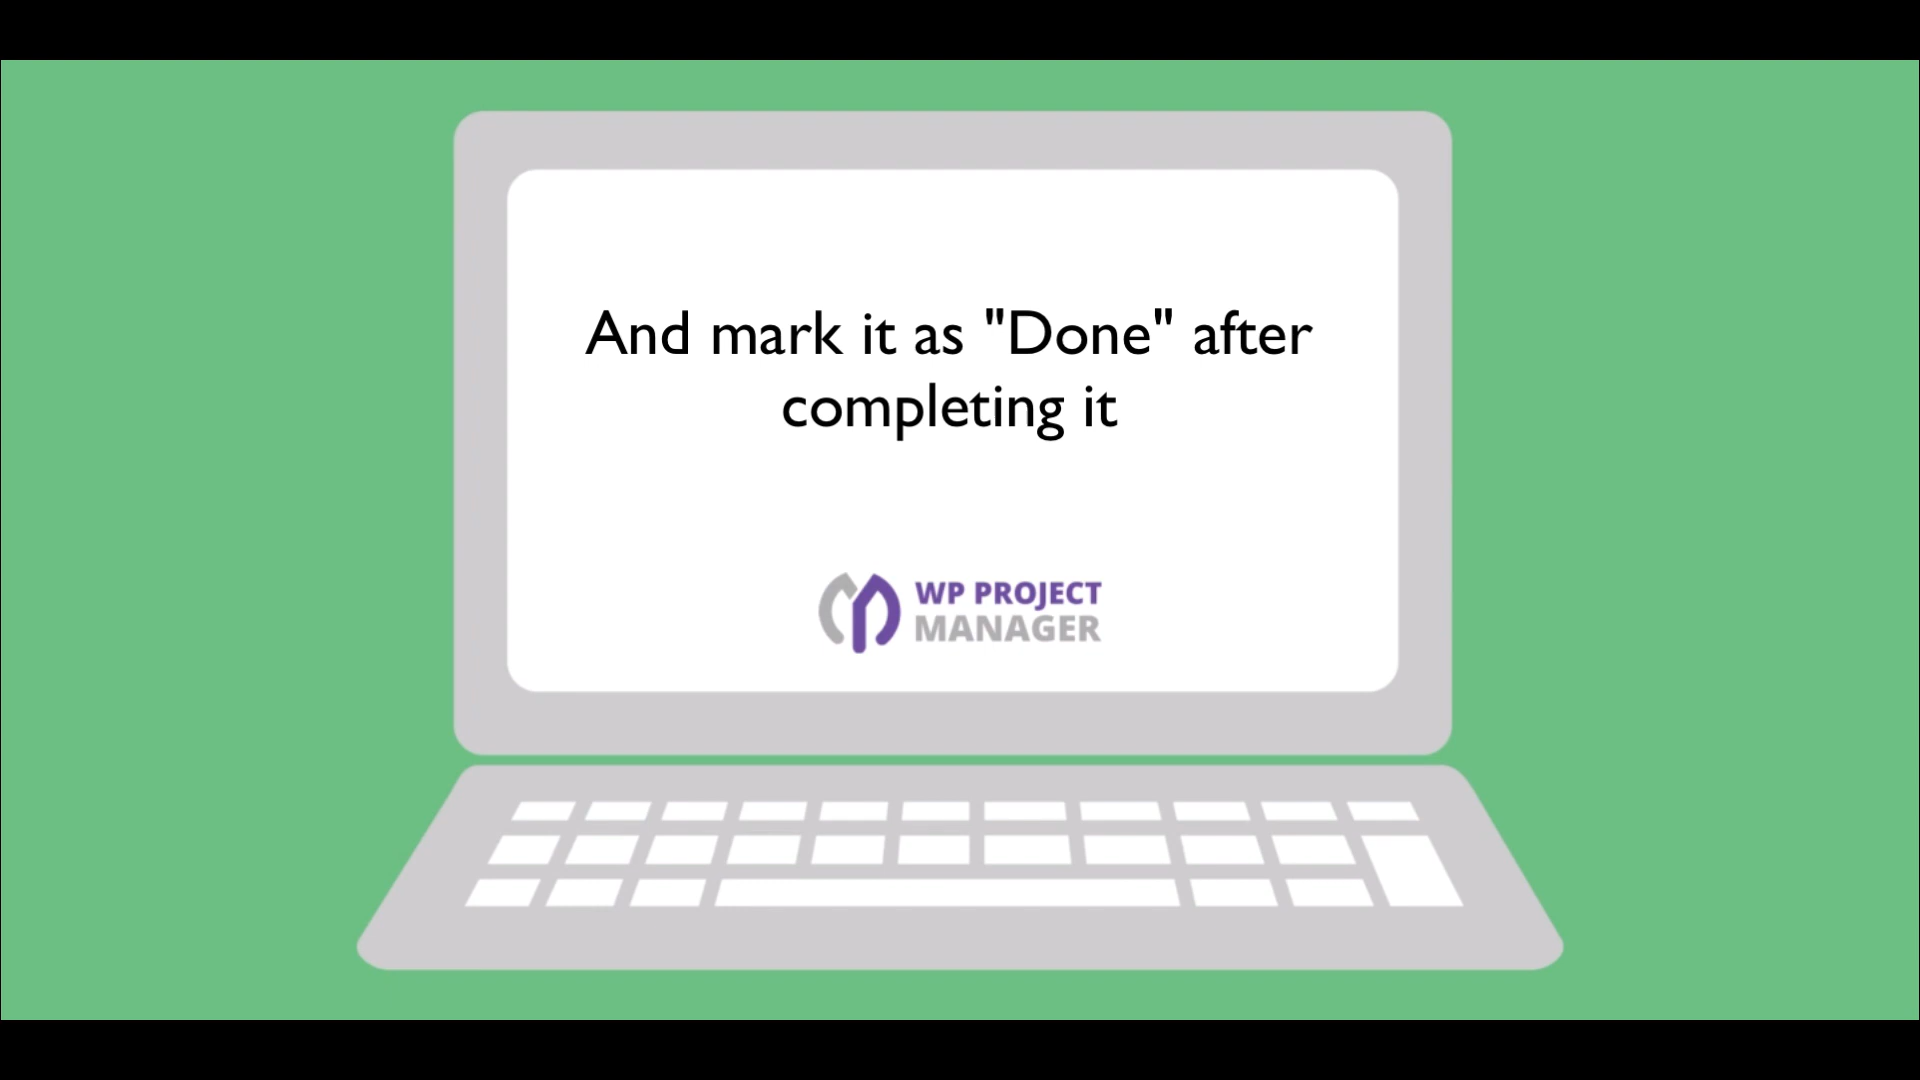 And mark it as "Done" after
completing it
WP PROJECT
MANAGER